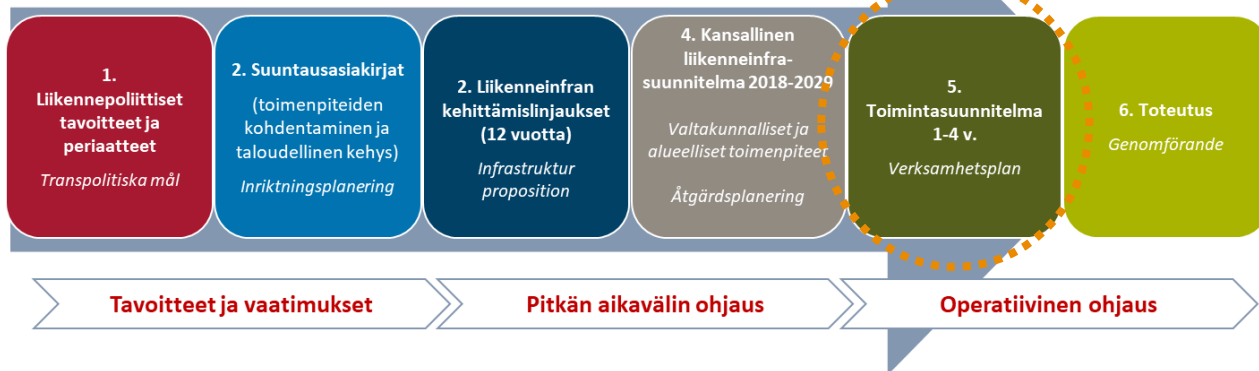 1.
Liikennepoliittiset
tavoitteet ja
periaatteet
Transpolitiska mål
2. Suuntausasiakirjat
(toimenpiteiden
kohdentaminen ja
taloudellinen kehys)
Inriktningsplanering
2. Liikenneinfran
kehittämislinjaukset
(12 vuotta)
Infrastruktur
proposition
4. Kansallinen
liikenneinfra-
suunnitelma 2018-2029
Valtakunnalliset ja
alueelliset toimenpiteet
Åtgärdsplanering
5.
Toimintasuunnitelma
1-4 v.
Verksamhetsplan
6. Toteutus
Genomförande
Tavoitteet ja vaatimukset
Pitkän aikavälin ohjaus
Operatiivinen ohjaus